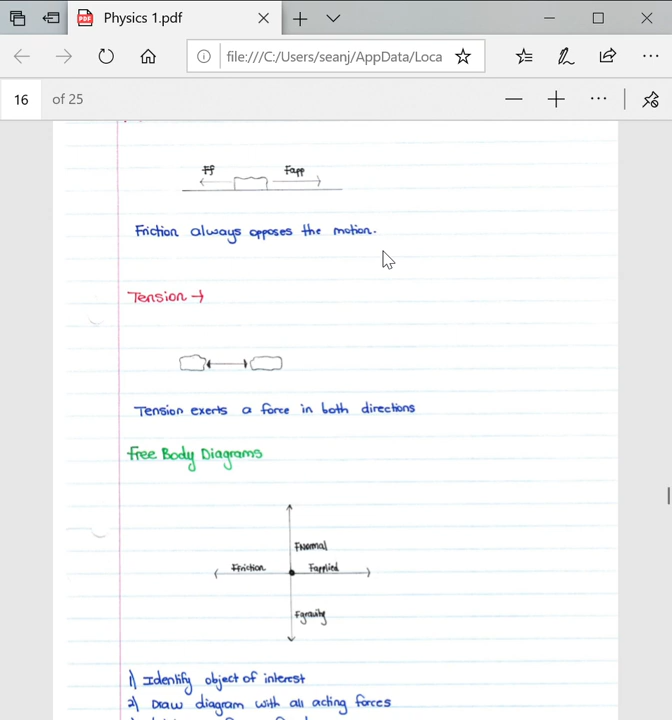 Physics 1.pdf
file:///C:/Users/seanj/AppData/Loca
16 of 25
Ff Fapp
Friction always opposes the motion.
Tension →
Tension exerts a force in both directions
Free Body Diagrams
FNormal
Ffriction Fapplied
Fgravity
1) Identify object of interest
2) Draw diagram with all acting forces